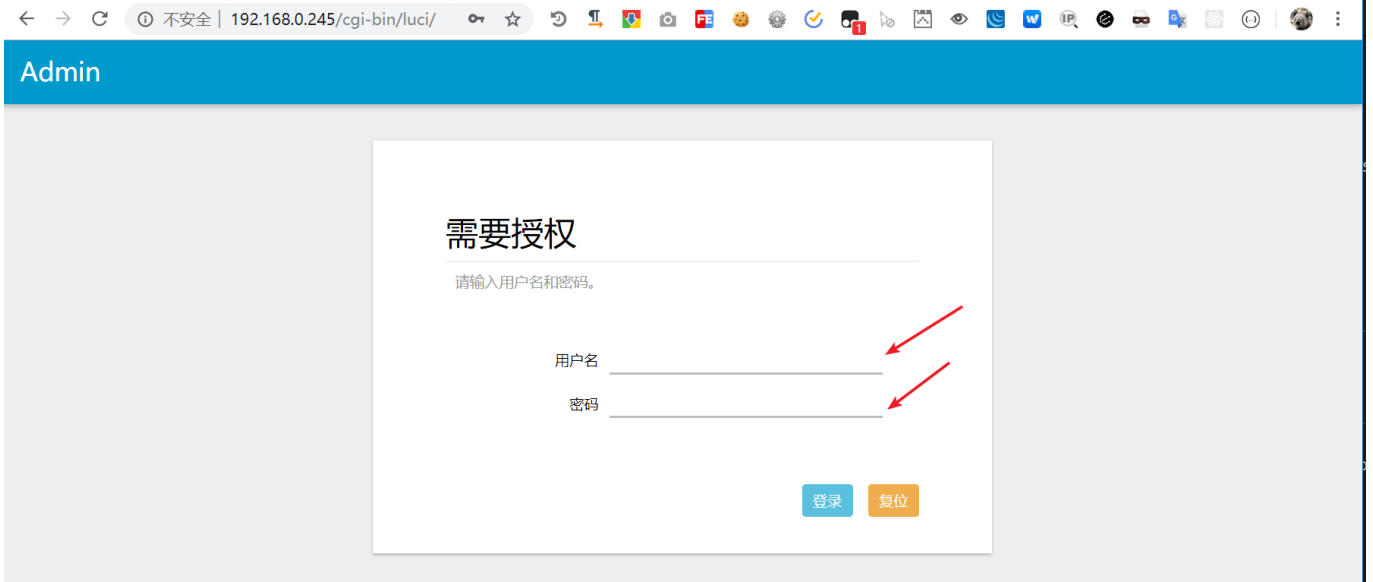 不安全 192.168.0.245/cgi-bin/luci/
Admin
需要授权
请输入用户名和密码。
用户名
密码
登录 复位